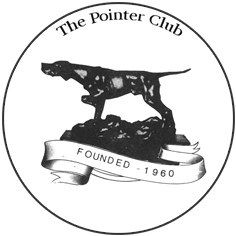 The Pointer Club
FOUNDED - 1960